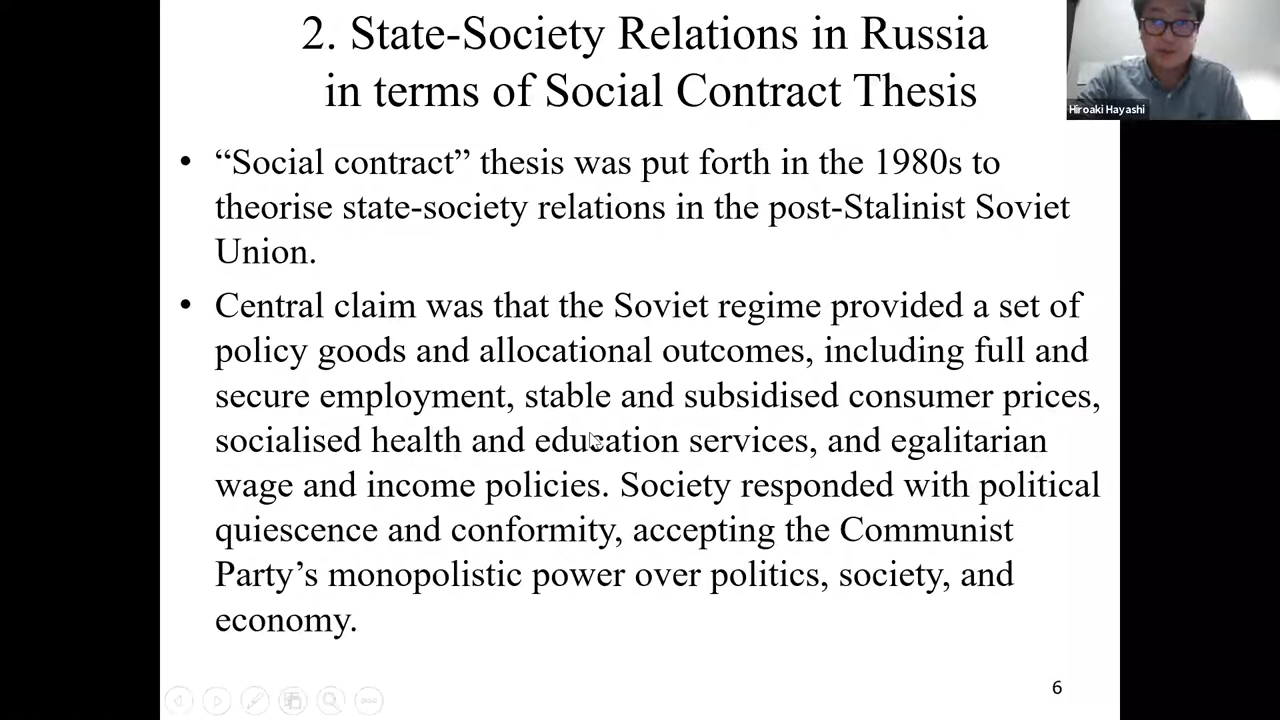 2. State-Society Relations in Russia
in terms of Social Contract Thesis
Hiroaki Hayashi
• “Social contract” thesis was put forth in the 1980s to
theorise state-society relations in the post-Stalinist Soviet
Union.
• Central claim was that the Soviet regime provided a set of
policy goods and allocational outcomes, including full and
secure employment, stable and subsidised consumer prices,
socialised health and education services, and egalitarian
wage and income policies. Society responded with political
quiescence and conformity, accepting the Communist
Party’s monopolistic power over politics, society, and
economy.
6